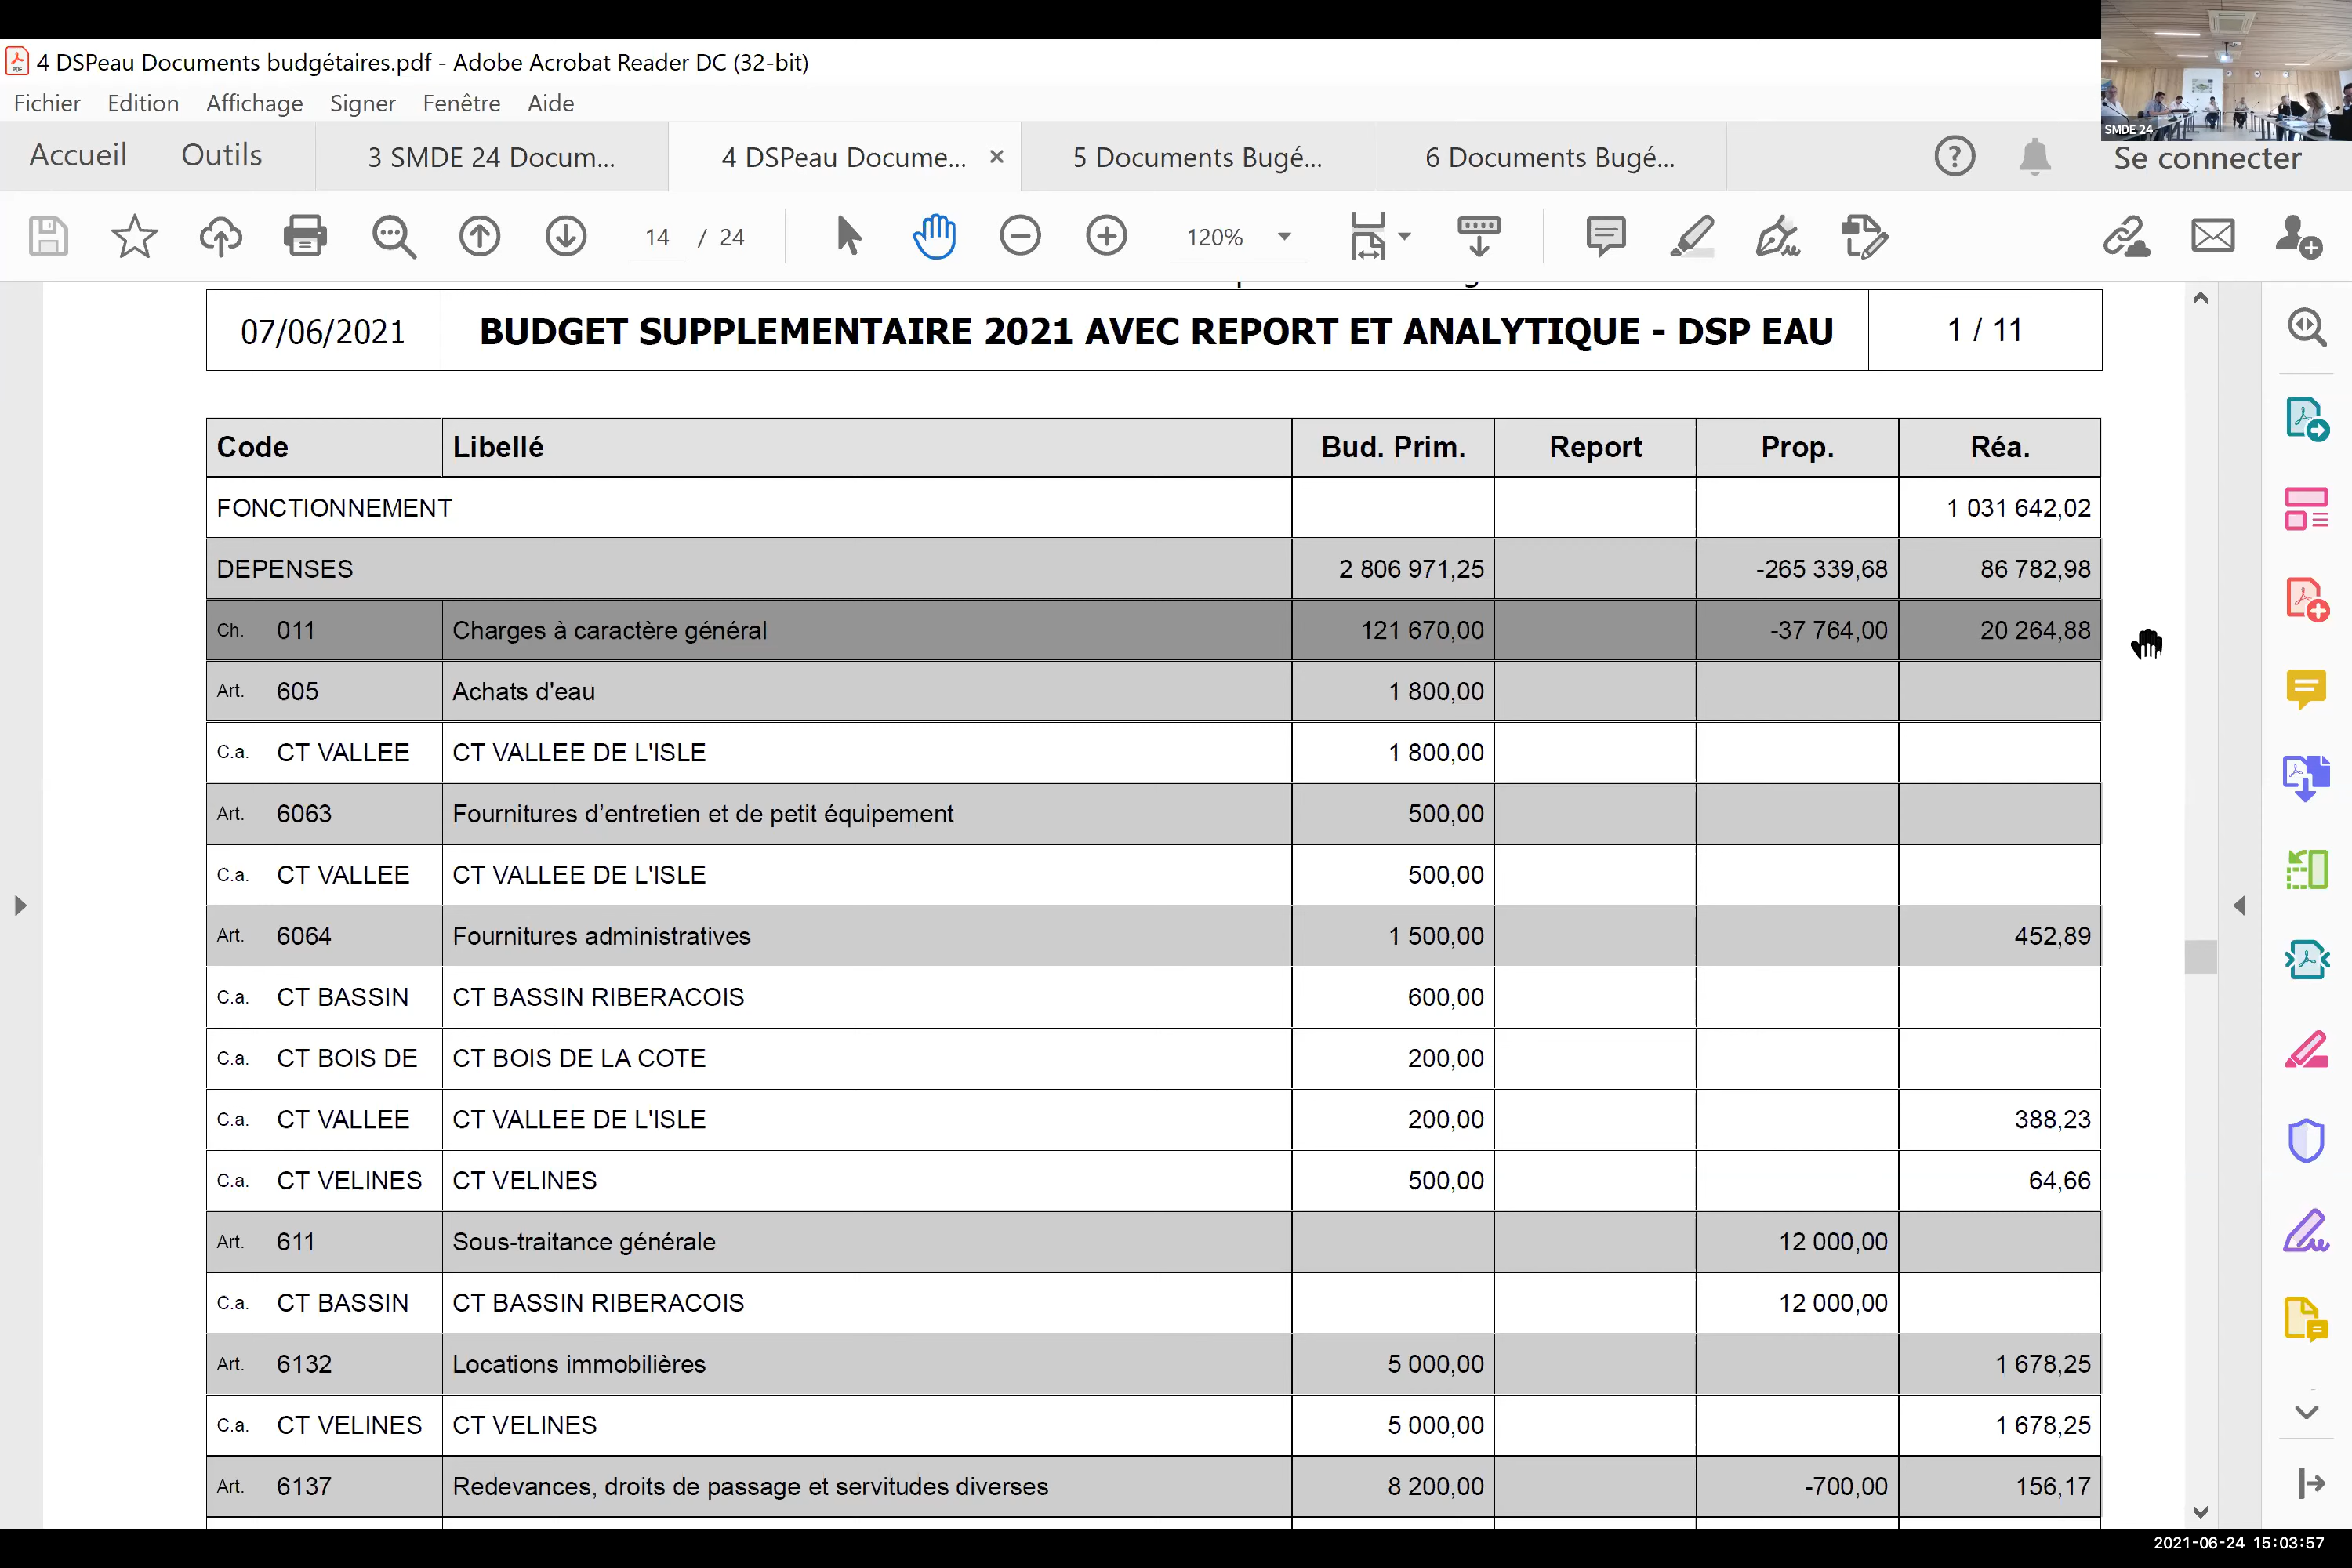 4 DSPeau Documents budgétaires.pdf - Adobe Acrobat Reader DC (32-bit)
Fichier Edition Affichage Signer Fenêtre Aide
SMDE 24
Accueil Outils 3 SMDE 24 Docum... 4 DSPeau Docume... × 5 Documents Bugé... 6 Documents Bugé... Se connecter
14 / 24 120%
07/06/2021 BUDGET SUPPLEMENTAIRE 2021 AVEC REPORT ET ANALYTIQUE - DSP EAU 1 / 11
Code Libellé Bud. Prim. Report Prop. Réa.
FONCTIONNEMENT 1 031 642,02
DEPENSES 2 806 971,25 -265 339,68 86 782,98
Ch. 011 Charges à caractère général 121 670,00 -37 764,00 20 264,88
Art. 605 Achats d'eau 1 800,00
C.a. CT VALLEE CT VALLEE DE L'ISLE 1 800,00
Art. 6063 Fournitures d’entretien et de petit équipement 500,00
C.a. CT VALLEE CT VALLEE DE L'ISLE 500,00
Art. 6064 Fournitures administratives 1 500,00 452,89
C.a. CT BASSIN CT BASSIN RIBERACOIS 600,00
C.a. CT BOIS DE CT BOIS DE LA COTE 200,00
C.a. CT VALLEE CT VALLEE DE L'ISLE 200,00 388,23
C.a. CT VELINES CT VELINES 500,00 64,66
Art. 611 Sous-traitance générale 12 000,00
C.a. CT BASSIN CT BASSIN RIBERACOIS 12 000,00
Art. 6132 Locations immobilières 5 000,00 1 678,25
C.a. CT VELINES CT VELINES 5 000,00 1 678,25
Art. 6137 Redevances, droits de passage et servitudes diverses 8 200,00 -700,00 156,17
2021-06-24 15:03:57